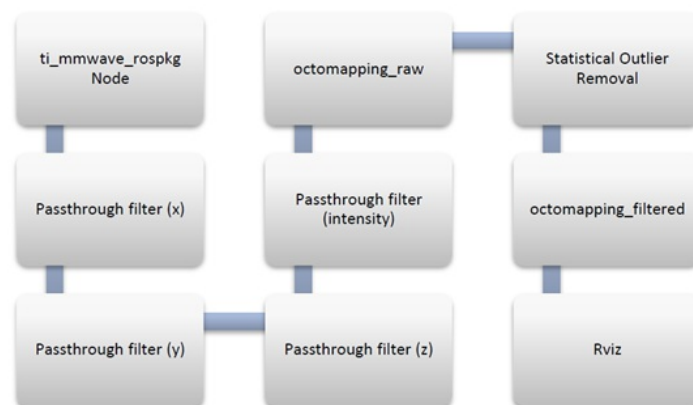 ti_mmwave_rospkg
Node
octomapping_raw
Statistical Outlier
Removal
Passthrough filter (x)
Passthrough filter
(intensity)
octomapping_filtered
Passthrough filter (y)
Passthrough filter (z)
Rviz